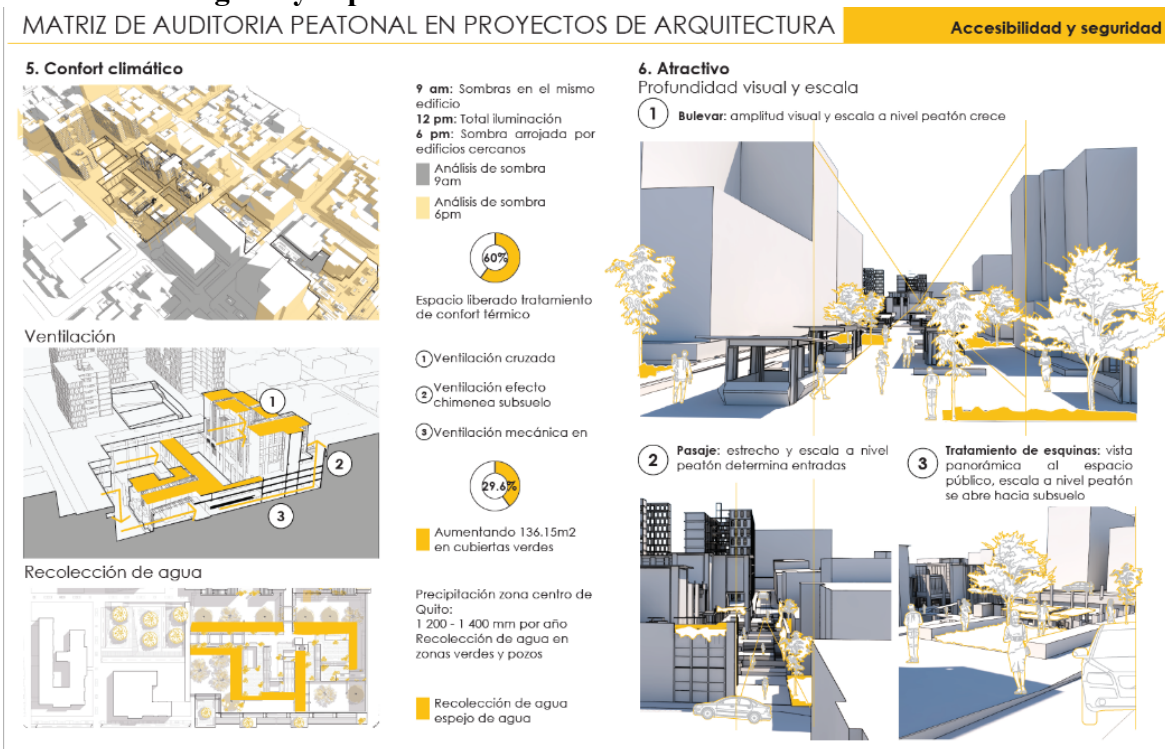 MATRIZ DE AUDITORIA PEATONAL EN PROYECTOS DE ARQUITECTURA
Accesibilidad y seguridad
5. Confort climático
9 am: Sombras en el mismo
edificio
12 pm: Total iluminación
6 pm: Sombra arrojada por
edificios cercanos
Análisis de sombra
9am
Análisis de sombra
6pm
60%
Espacio liberado tratamiento
de confort térmico
Ventilación
1
2
3
1 Ventilación cruzada
2 Ventilación efecto
chimenea subsuelo
3 Ventilación mecánica en
29.6%
Aumentando 136.15m2
en cubiertas verdes
Recolección de agua
Precipitación zona centro de
Quito:
1 200 - 1 400 mm por año
Recolección de agua en
zonas verdes y pozos
Recolección de agua
espejo de agua
6. Atractivo
Profundidad visual y escala
1 Bulevar: amplitud visual y escala a nivel peatón crece
2 Pasaje: estrecho y escala a nivel
peatón determina entradas
3 Tratamiento de esquinas: vista
panorámica al espacio
público, escala a nivel peatón
se abre hacia subsuelo